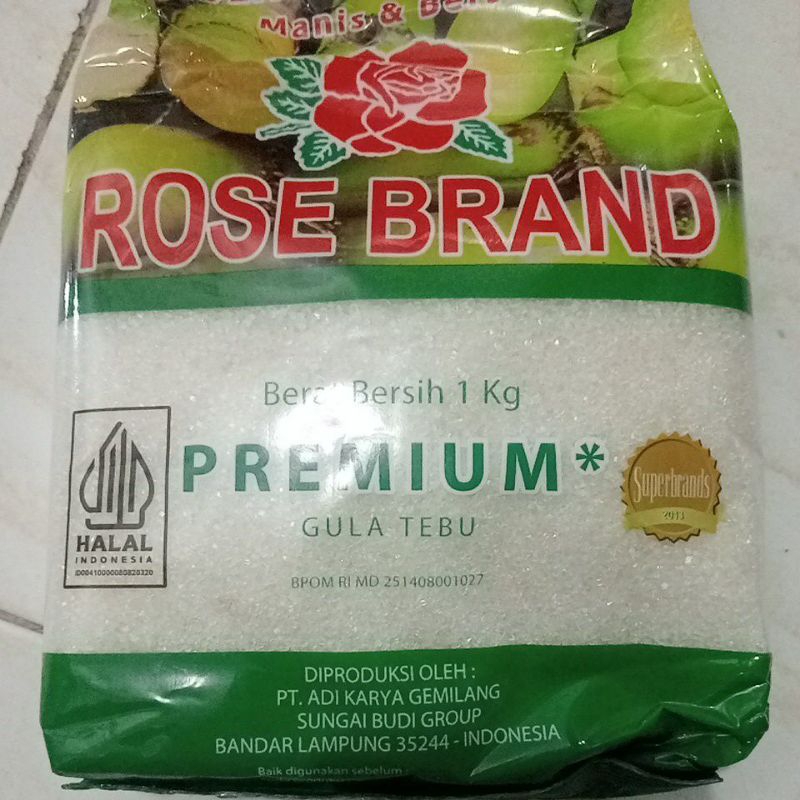 Manis &
ROSE BRAND
Berat Bersih 1 Kg
PREMIUM*
GULA TEBU
BPOM RI MD 251408001027
HALAL
INDONESIA
Superbrands
2013
DIPRODUKSI OLEH :
PT. ADI KARYA GEMILANG
SUNGAI BUDI GROUP
BANDAR LAMPUNG 35244 - INDONESIA
Baik digunakan sebelum